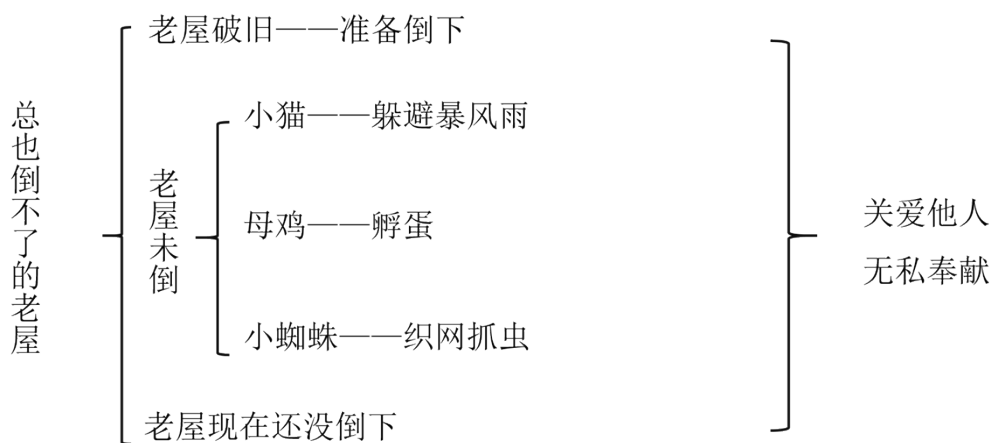 总也倒不了的老屋
老屋破旧——准备倒下
老屋未倒
小猫——躲避暴风雨
母鸡——孵蛋
小蜘蛛——织网抓虫
老屋现在还没倒下
关爱他人
无私奉献